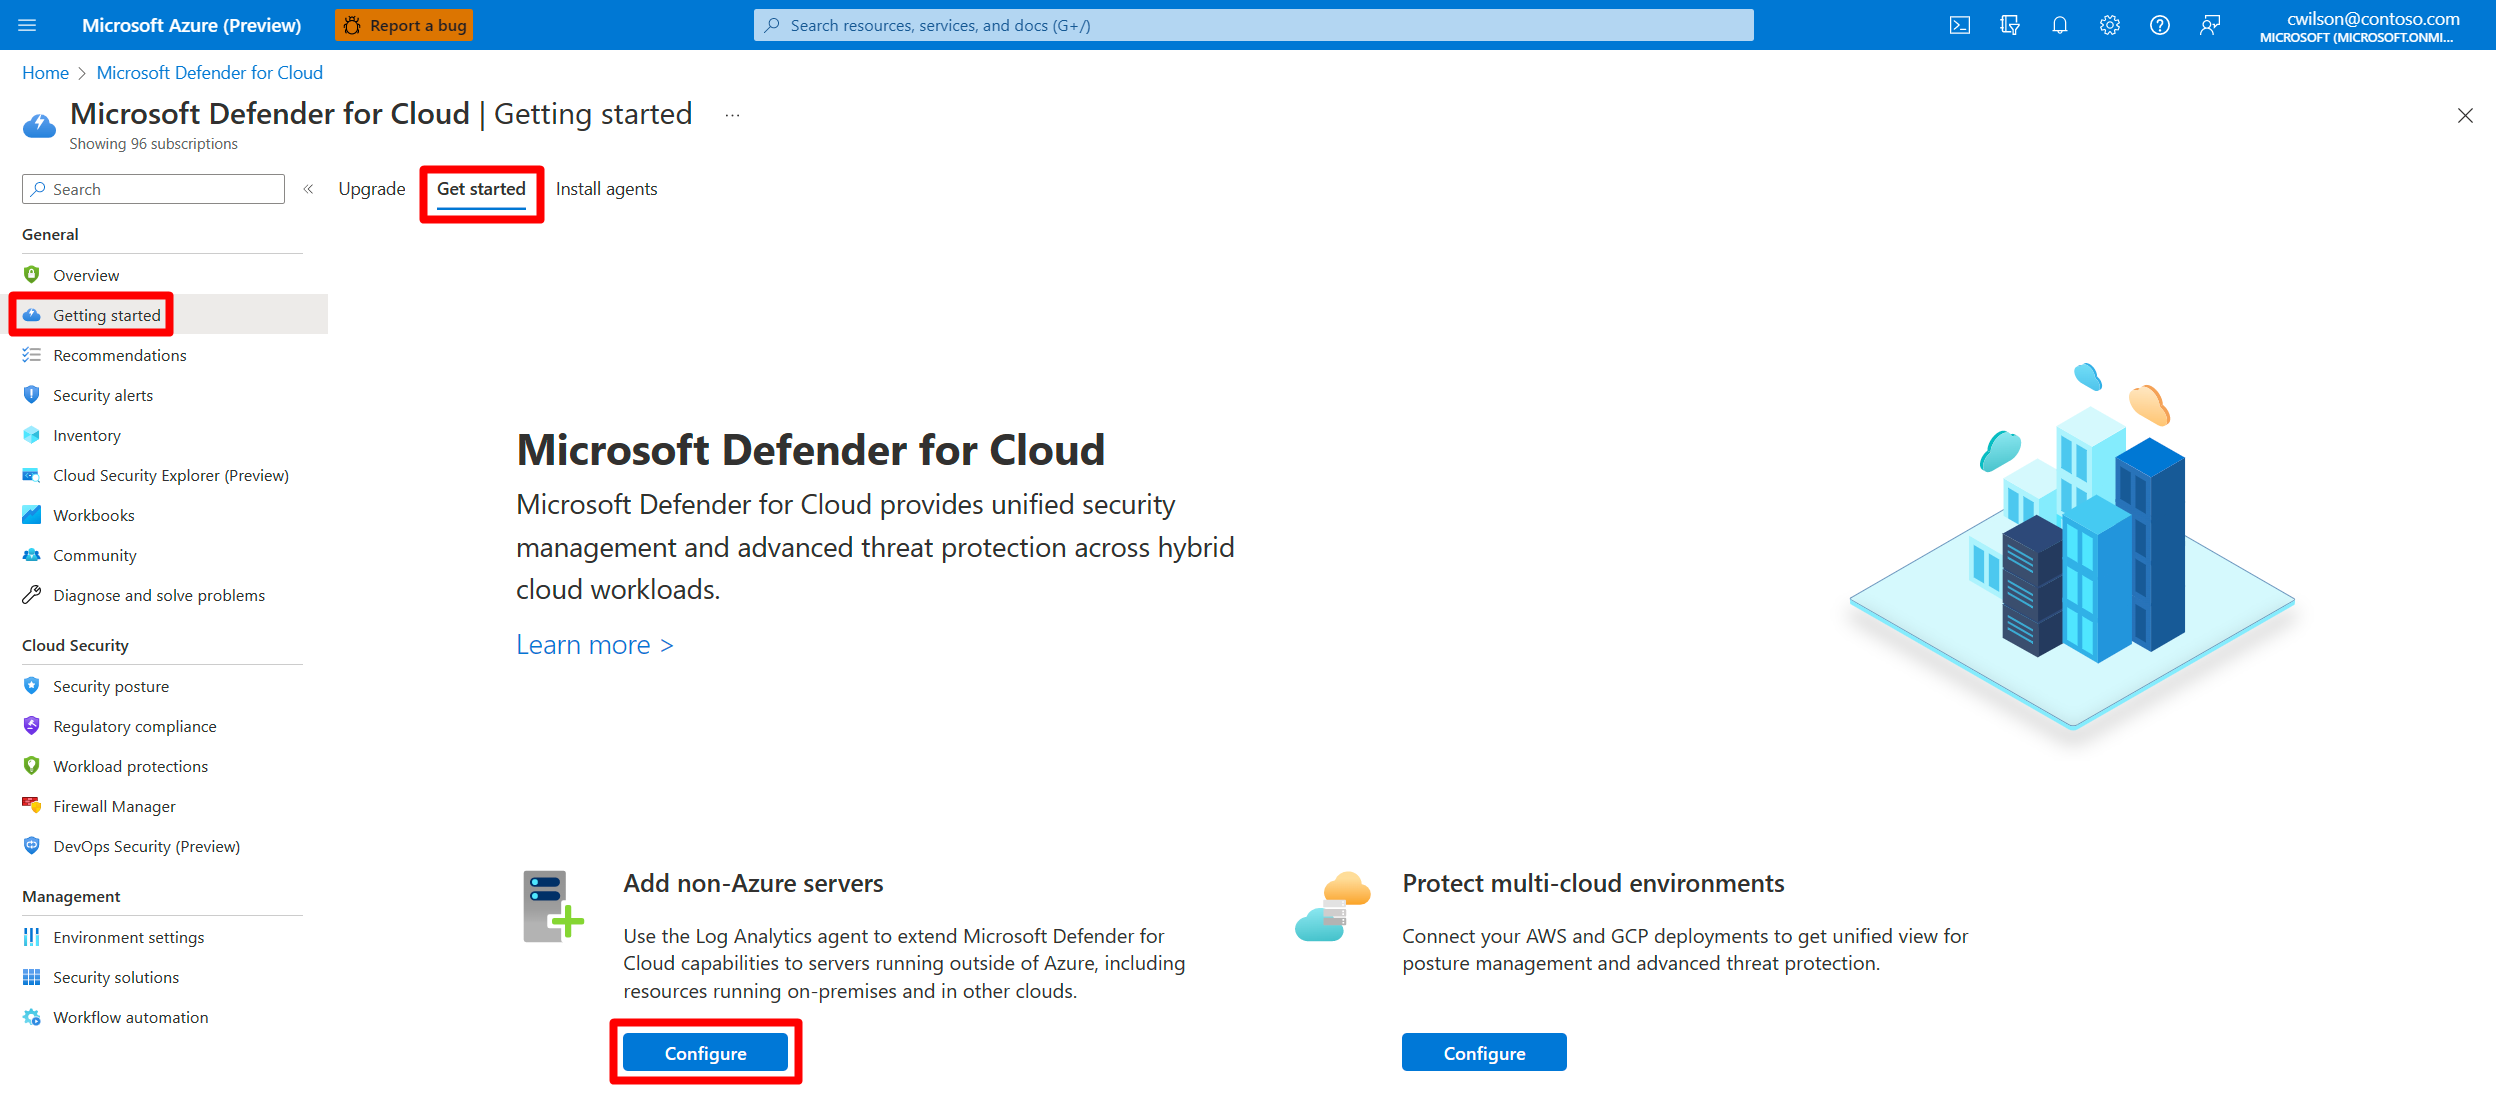 Microsoft Azure (Preview)
Report a bug
Search resources, services, and docs (G+/)
cwilson@contoso.com
MICROSOFT (MICROSOFT.ONMI...
Home > Microsoft Defender for Cloud
Microsoft Defender for Cloud | Getting started ...
Showing 96 subscriptions
Search
«
Upgrade
Get started
Install agents
General
Overview
Getting started
Recommendations
Security alerts
Inventory
Cloud Security Explorer (Preview)
Workbooks
Community
Diagnose and solve problems
Cloud Security
Security posture
Regulatory compliance
Workload protections
Firewall Manager
DevOps Security (Preview)
Management
Environment settings
Security solutions
Workflow automation
Microsoft Defender for Cloud
Microsoft Defender for Cloud provides unified security
management and advanced threat protection across hybrid
cloud workloads.
Learn more >
Add non-Azure servers
Use the Log Analytics agent to extend Microsoft Defender for
Cloud capabilities to servers running outside of Azure, including
resources running on-premises and in other clouds.
Configure
Protect multi-cloud environments
Connect your AWS and GCP deployments to get unified view for
posture management and advanced threat protection.
Configure